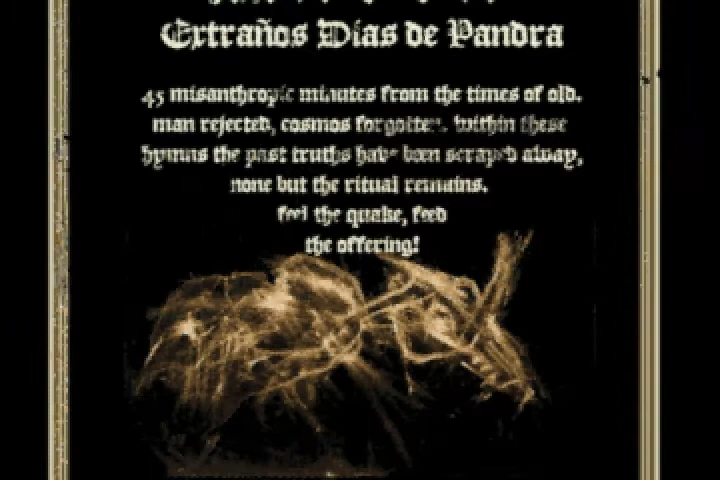 Extraños Días de Pandra
45 misanthropic minutes from the times of old.
man rejected, cosmos forgotten. Within these
hymns the past truths have been scraped away,
none but the ritual remains.
feel the quake, feed
the offering!